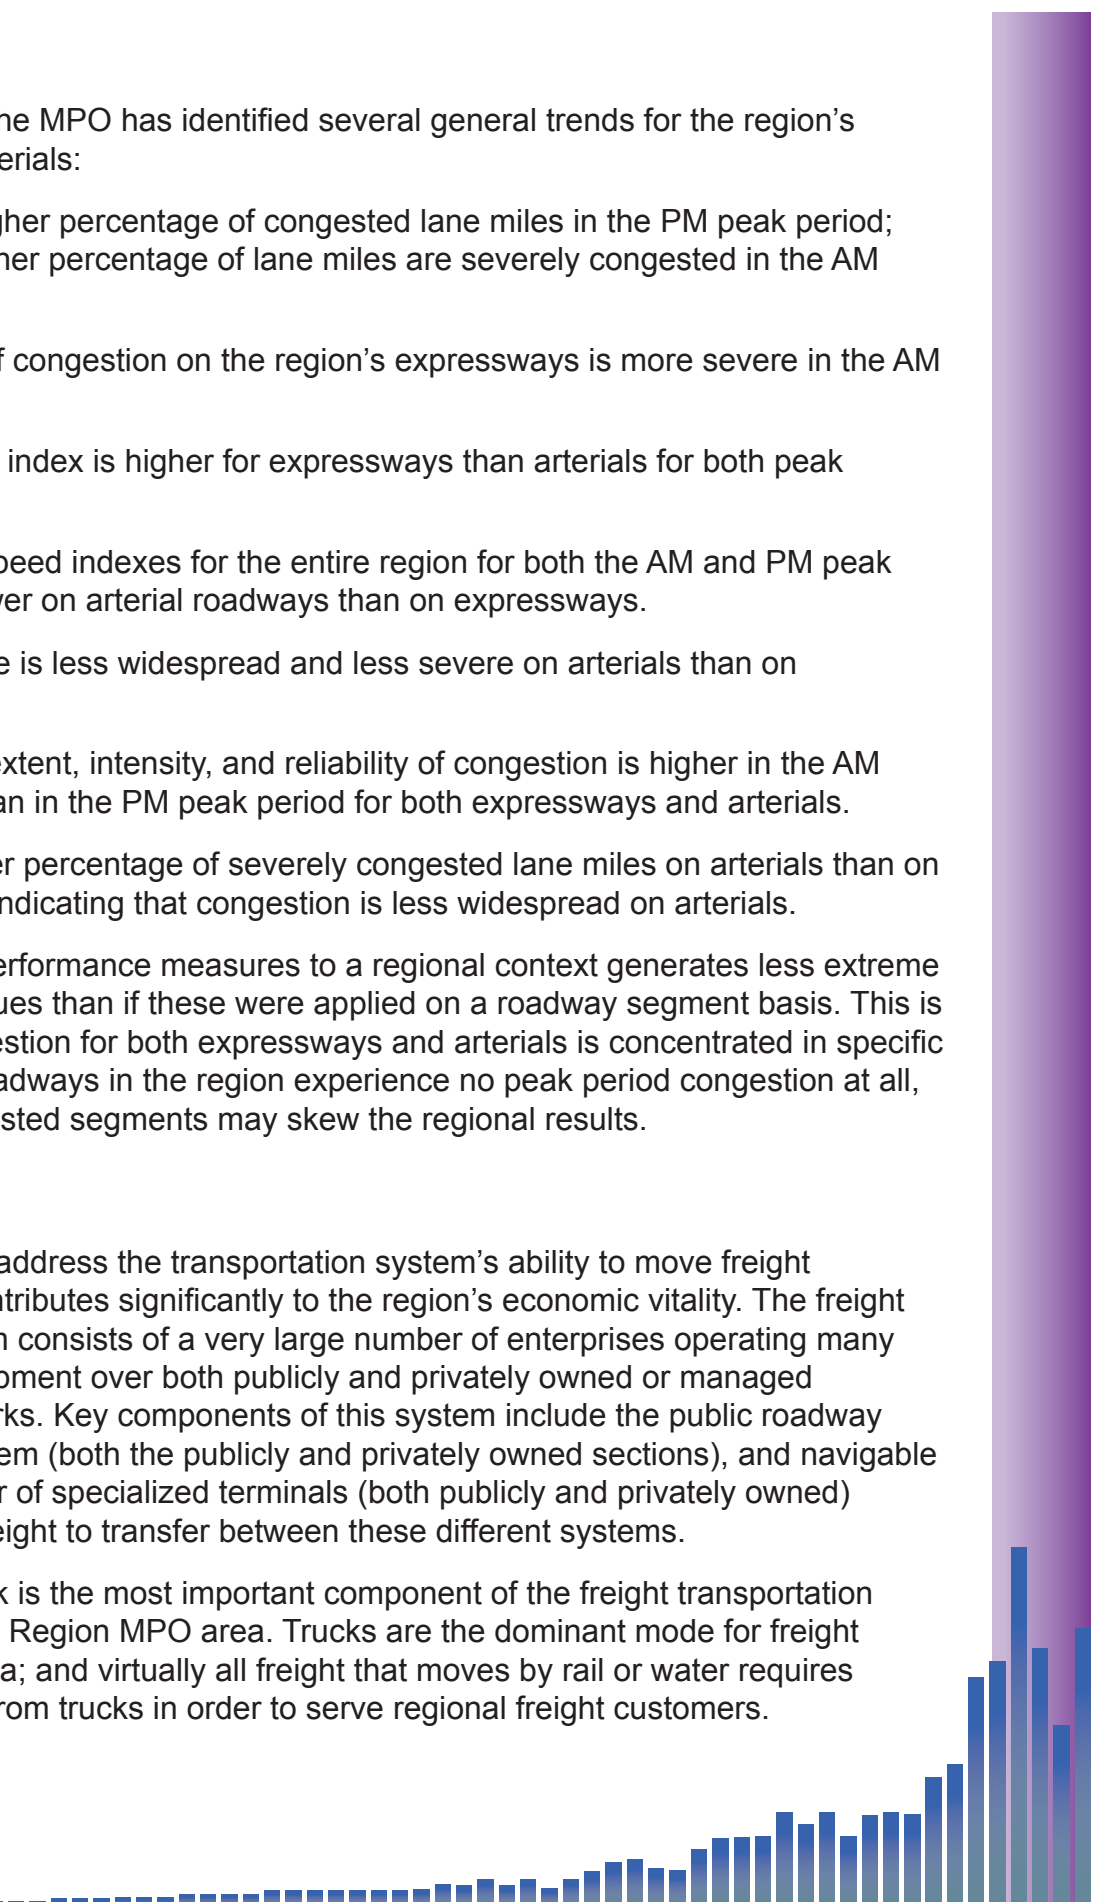 he MPO has identified several general trends for the region’s
erials:
gher percentage of congested lane miles in the PM peak period;
her percentage of lane miles are severely congested in the AM
f congestion on the region’s expressways is more severe in the AM
index is higher for expressways than arterials for both peak
peed indexes for the entire region for both the AM and PM peak
wer on arterial roadways than on expressways.
e is less widespread and less severe on arterials than on
extent, intensity, and reliability of congestion is higher in the AM
an in the PM peak period for both expressways and arterials.
er percentage of severely congested lane miles on arterials than on
ndicating that congestion is less widespread on arterials.
erformance measures to a regional context generates less extreme
ues than if these were applied on a roadway segment basis. This is
estion for both expressways and arterials is concentrated in specific
adways in the region experience no peak period congestion at all,
sted segments may skew the regional results.
address the transportation system’s ability to move freight
ntributes significantly to the region’s economic vitality. The freight
n consists of a very large number of enterprises operating many
pment over both publicly and privately owned or managed
rks. Key components of this system include the public roadway
tem (both the publicly and privately owned sections), and navigable
r of specialized terminals (both publicly and privately owned)
eight to transfer between these different systems.
k is the most important component of the freight transportation
Region MPO area. Trucks are the dominant mode for freight
a; and virtually all freight that moves by rail or water requires
rom trucks in order to serve regional freight customers.